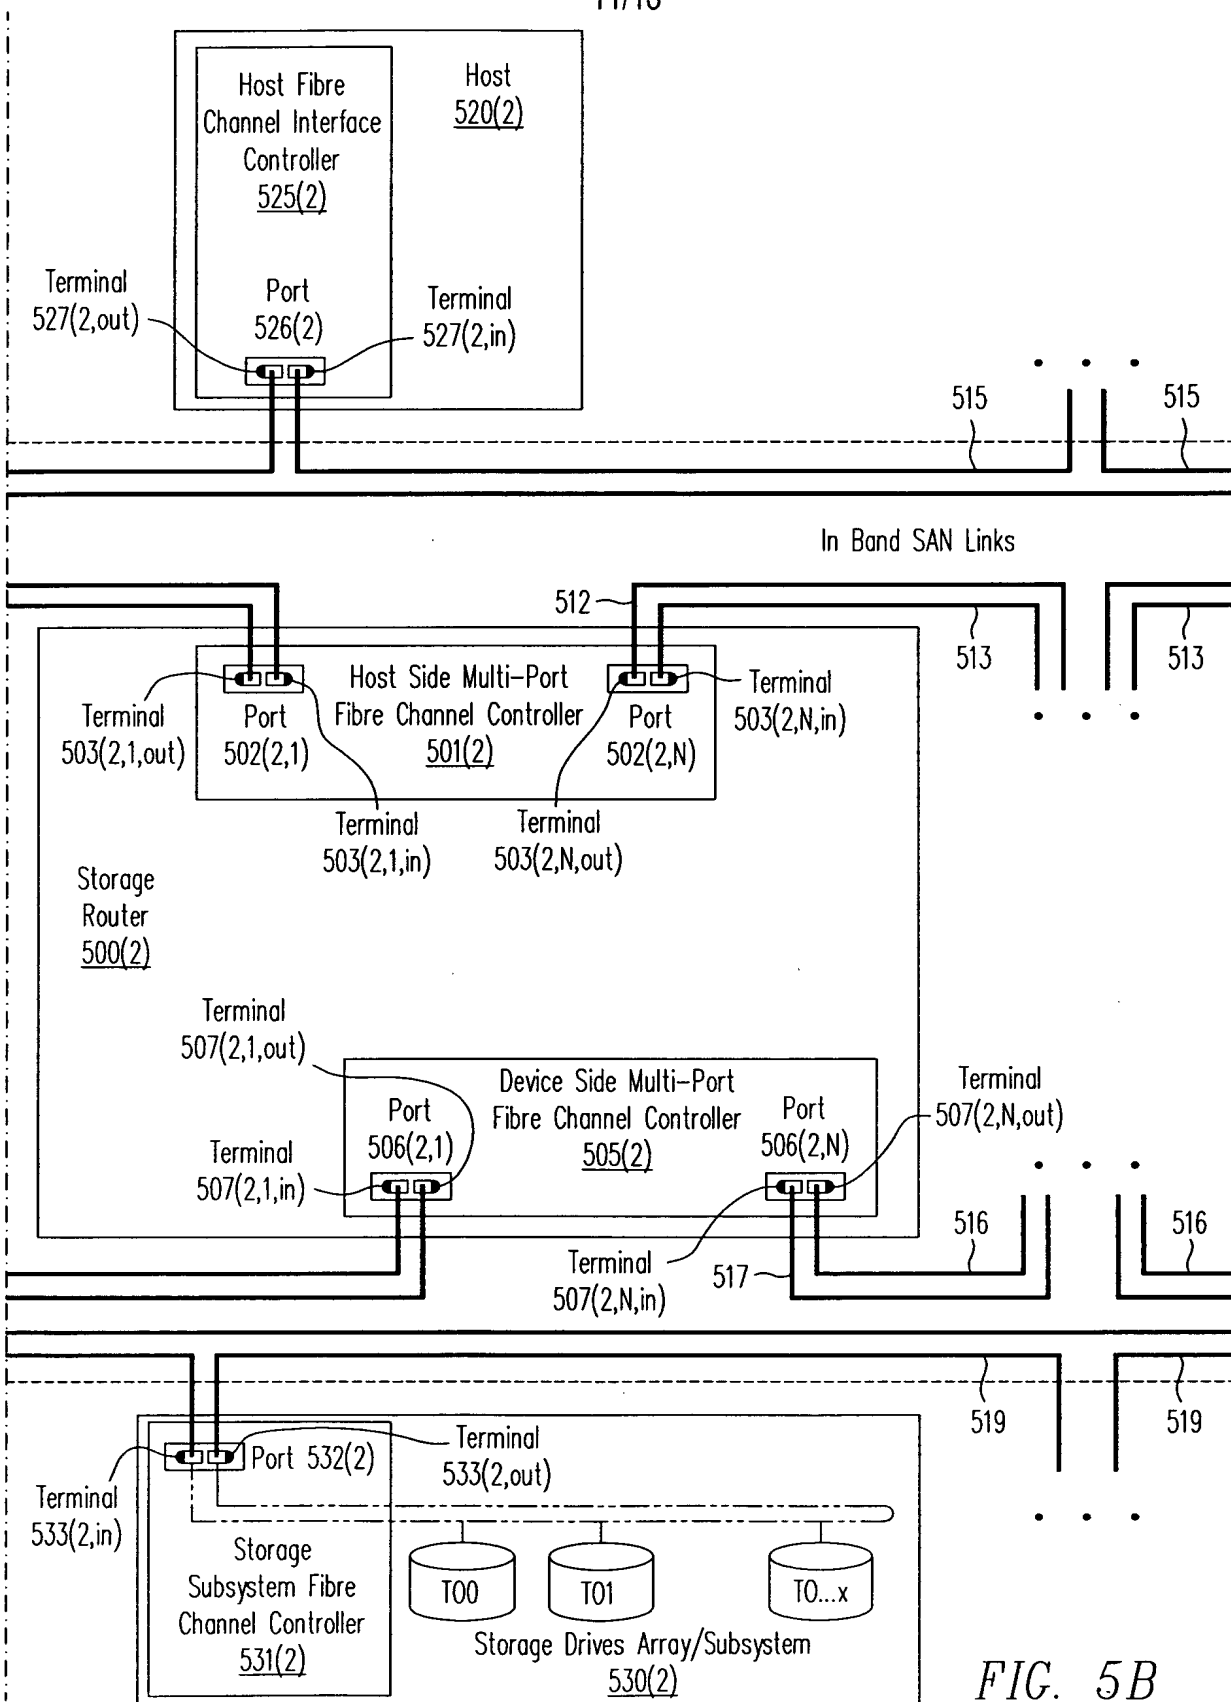 Host Fibre
Channel Interface
Controller
525(2)
Host
520(2)
Terminal
527(2,out)
Port
526(2)
Terminal
527(2,in)
515
515
In Band SAN Links
512
513
513
Host Side Multi-Port
Fibre Channel Controller
501(2)
Terminal
503(2,1,out)
Port
502(2,1)
Port
502(2,N)
Terminal
503(2,N,in)
Terminal
503(2,1,in)
Terminal
503(2,N,out)
Storage
Router
500(2)
Terminal
507(2,1,out)
Device Side Multi-Port
Fibre Channel Controller
505(2)
Port
506(2,1)
Port
506(2,N)
Terminal
507(2,N,out)
Terminal
507(2,1,in)
Terminal
507(2,N,in)
517
516
516
519
519
Port 532(2)
Terminal
533(2,out)
Terminal
533(2,in)
Storage
Subsystem Fibre
Channel Controller
531(2)
T00
T01
T0...x
Storage Drives Array/Subsystem
530(2)
FIG. 5B